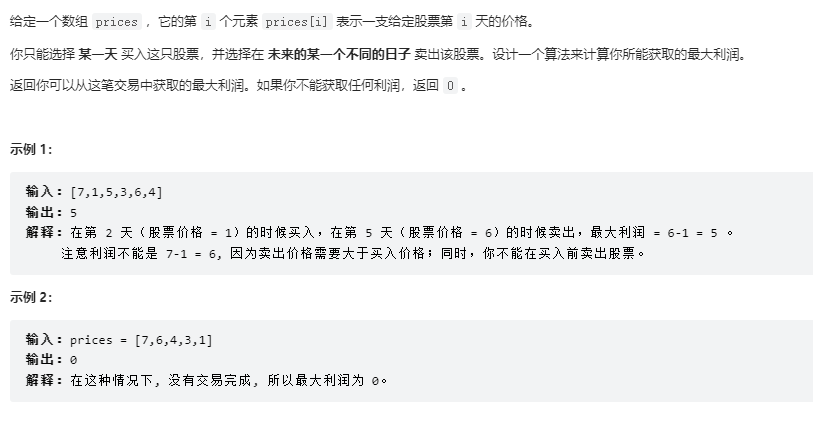 给定一个数组 prices ，它的第 i 个元素 prices[i] 表示一支给定股票第 i 天的价格。
你只能选择 某一天 买入这只股票，并选择在 未来的某一个不同的日子 卖出该股票。设计一个算法来计算你所能获取的最大利润。
返回你可以从这笔交易中获取的最大利润。如果你不能获取任何利润，返回 0 。
示例 1：
输入：[7,1,5,3,6,4]
输出：5
解释：在第 2 天（股票价格 = 1）的时候买入，在第 5 天（股票价格 = 6）的时候卖出，最大利润 = 6-1 = 5 。
注意利润不能是 7-1 = 6, 因为卖出价格需要大于买入价格；同时，你不能在买入前卖出股票。
示例 2：
输入：prices = [7,6,4,3,1]
输出：0
解释：在这种情况下, 没有交易完成, 所以最大利润为 0。